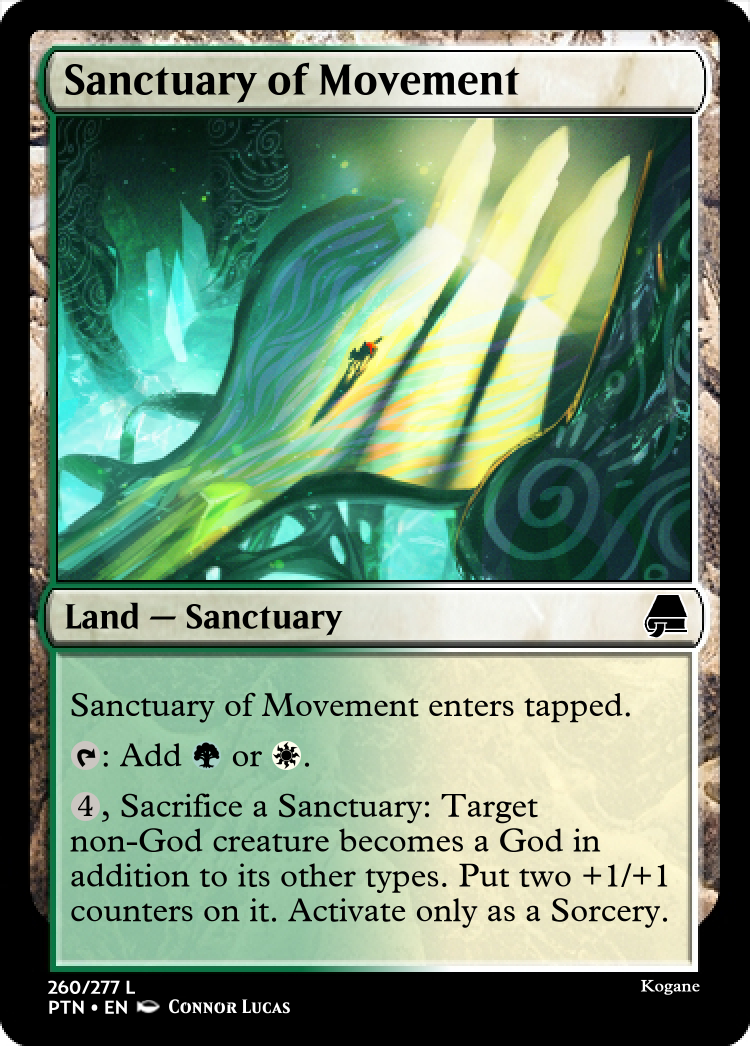 Sanctuary of Movement
Land — Sanctuary
Sanctuary of Movement enters tapped.
: Add or .
4, Sacrifice a Sanctuary: Target
non-God creature becomes a God in
addition to its other types. Put two +1/+1
counters on it. Activate only as a Sorcery.
260/277 L
Kogane
PTN • EN Connor Lucas